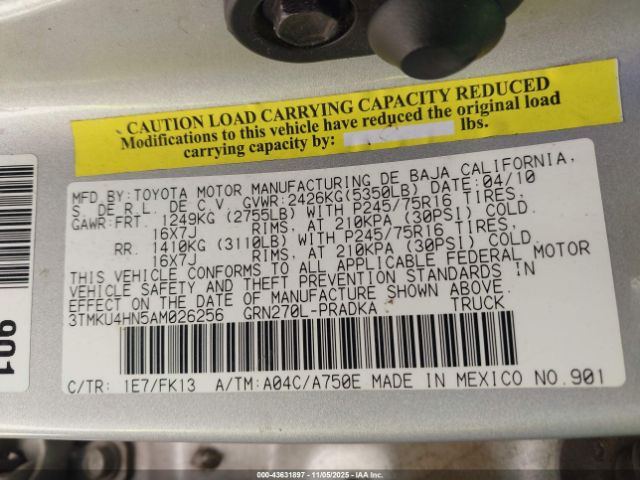 CAUTION LOAD CARRYING CAPACITY REDUCED
Modifications to this vehicle have reduced the original load
carrying capacity by: lbs.
MFD. BY: TOYOTA MOTOR MANUFACTURING DE BAJA CALIFORNIA,
S. DE R.L. DE C.V. GVWR: 2426KG(5350LB) DATE: 04/10
GAWR: FRT. 1249KG (2755LB) WITH P245/75R16 TIRES,
16X7J RIMS, AT 210KPA (30PSI) COLD.
RR. 1410KG (3110LB) WITH P245/75R16 TIRES,
16X7J RIMS, AT 210KPA (30PSI) COLD.
THIS VEHICLE CONFORMS TO ALL APPLICABLE FEDERAL MOTOR
VEHICLE SAFETY AND THEFT PREVENTION STANDARDS IN
EFFECT ON THE DATE OF MANUFACTURE SHOWN ABOVE.
3TMKU4HN5AM026256 GRN270L-PRADKA TRUCK
C/TR: 1E7/FK13 A/TM: A04C/A750E MADE IN MEXICO NO.901
901
© 00-43631897 - 11/05/2025 - IAA Inc.